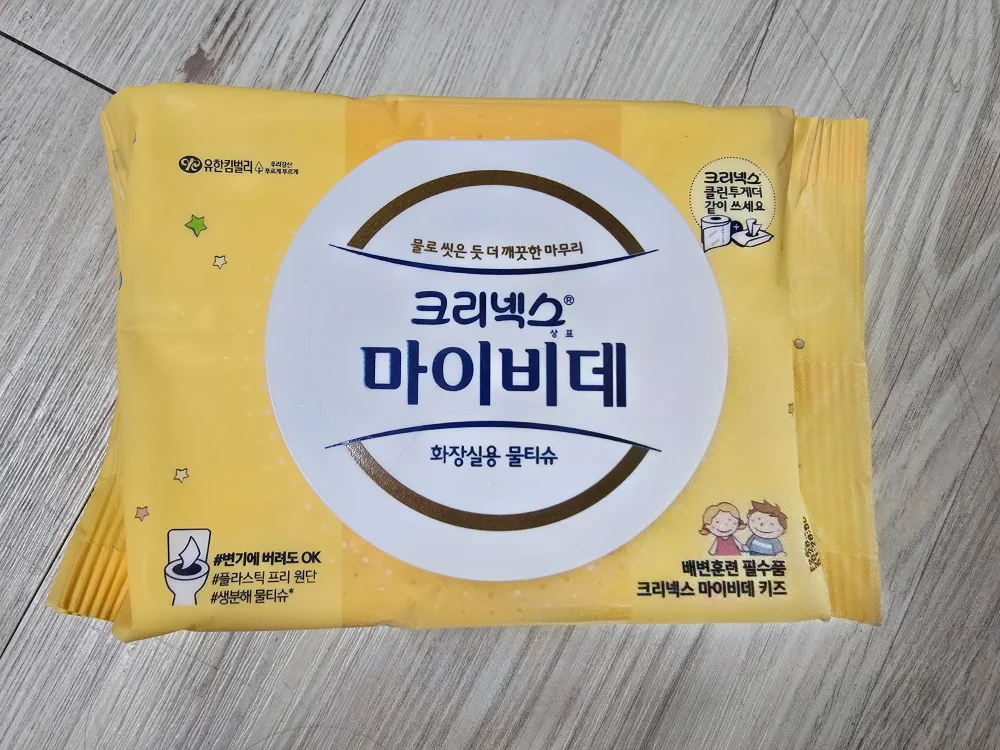 유한킴벌리
우리강산
푸르게 푸르게
크리넥스
클린투게더
같이 쓰세요
물로 씻은 듯 더 깨끗한 마무리
크리넥스®
상표
마이비데
화장실용 물티슈
#변기에 버려도 OK
#플라스틱 프리 원단
#생분해 물티슈*
배변훈련 필수품
크리넥스 마이비데 키즈